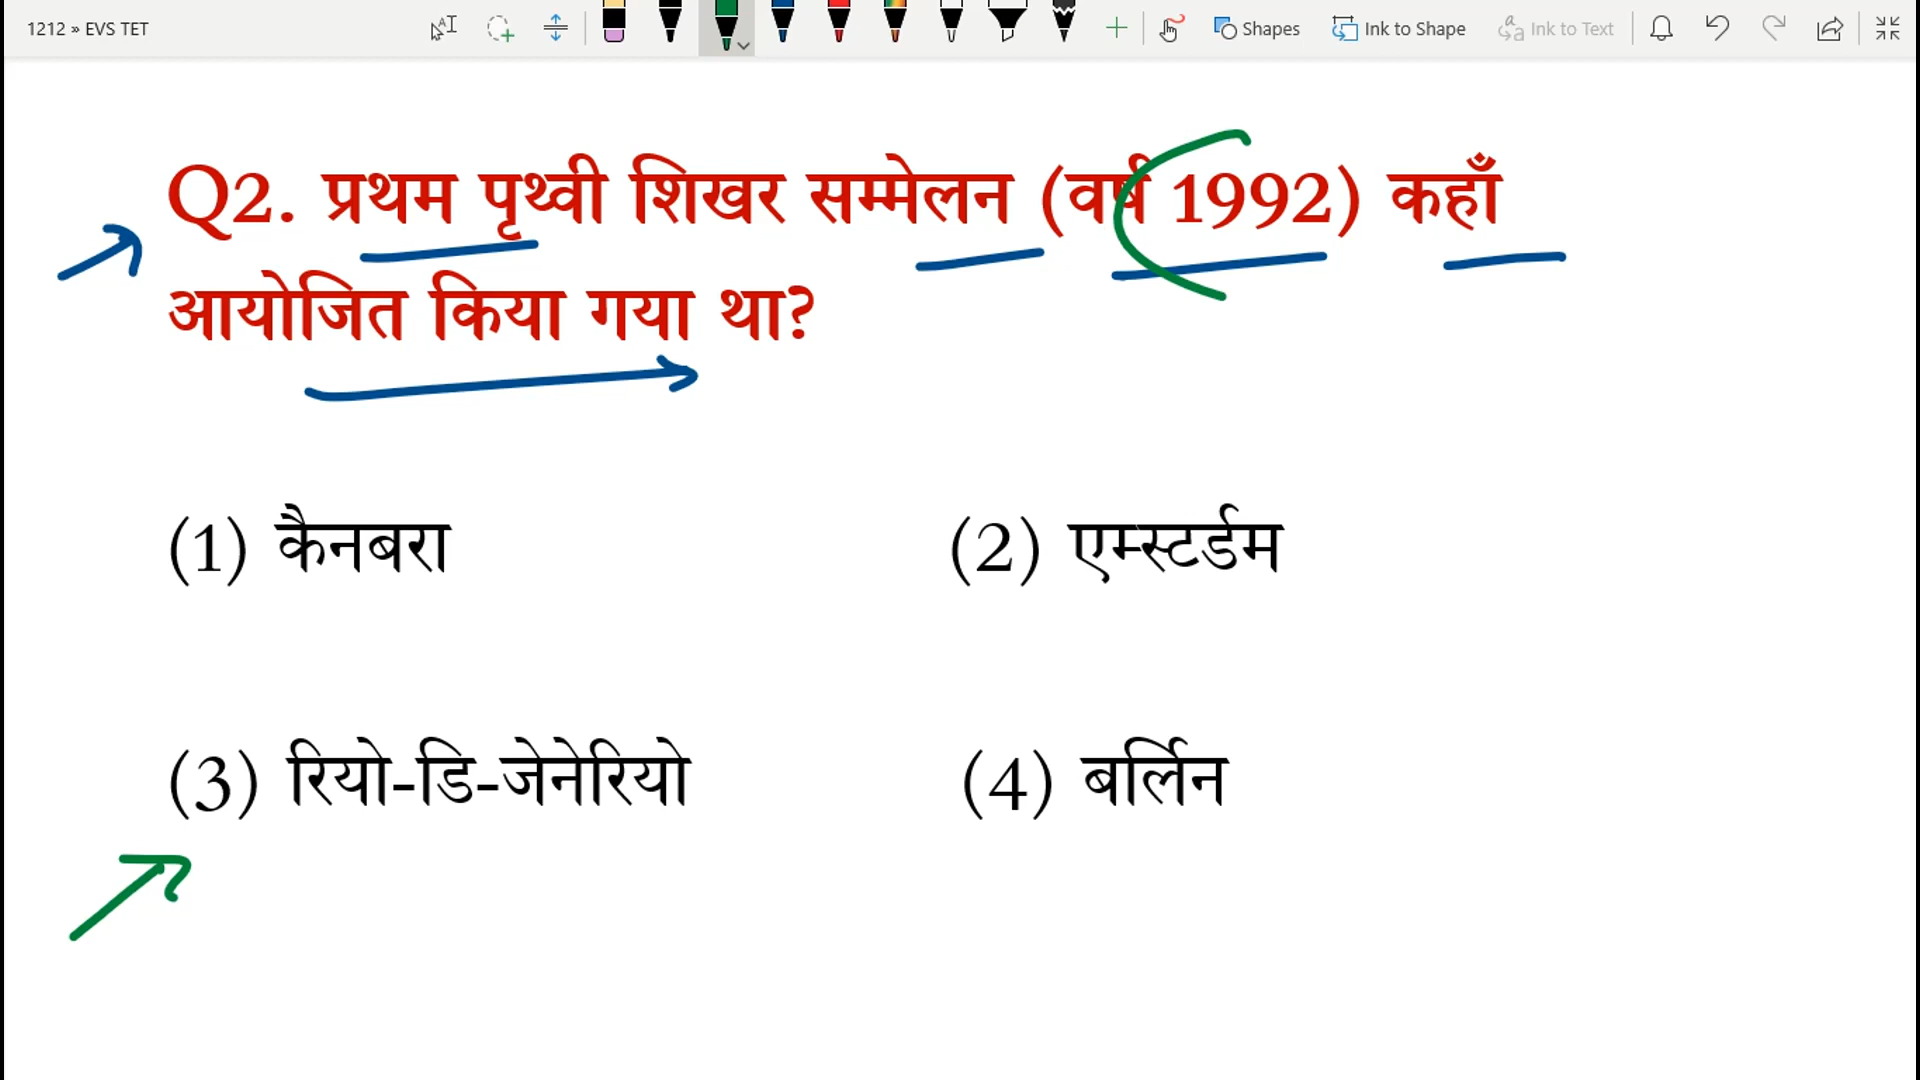 1212 » EVS TET
Shapes
Ink to Shape
Ink to Text
Q2. प्रथम पृथ्वी शिखर सम्मेलन (वर्ष 1992) कहाँ
आयोजित किया गया था?
(1) कैनबरा
(2) एम्स्टर्डम
(3) रियो-डि-जेनेरियो
(4) बर्लिन